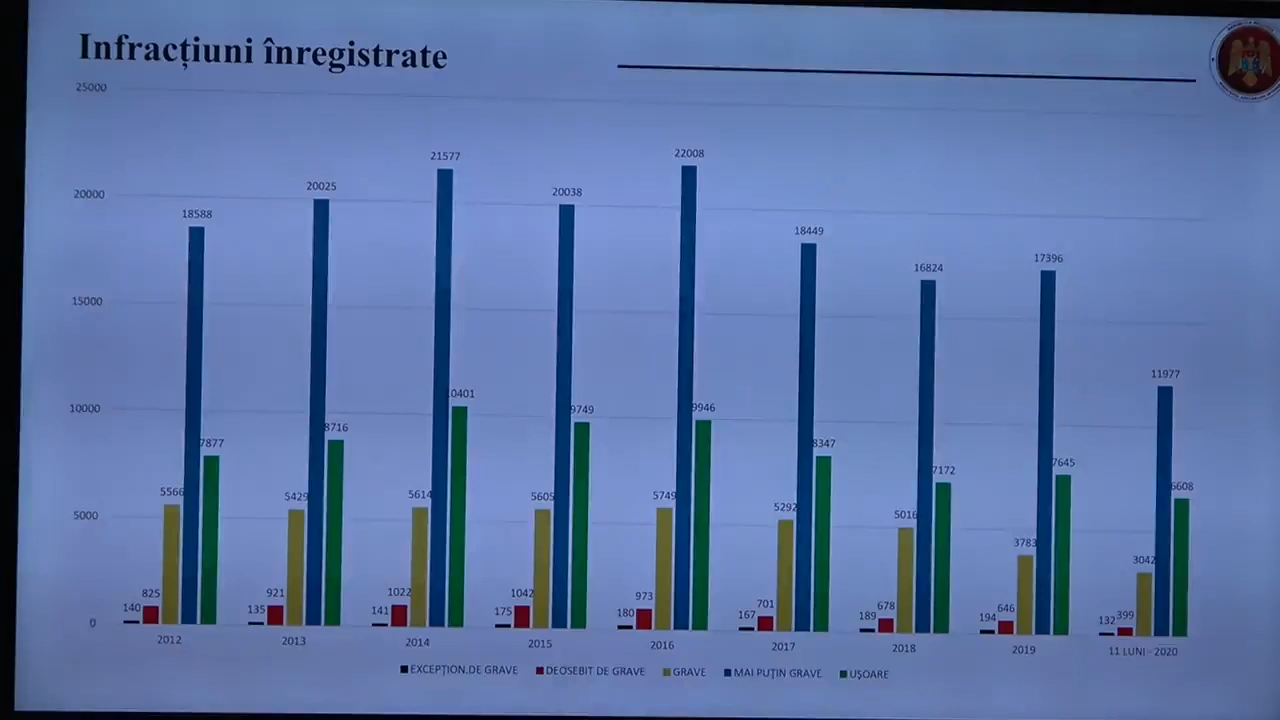 Infracțiuni înregistrate
25000
20000
15000
10000
5000
0
140 825 5566 18588 7877
135 921 5429 20025 8716
141 1022 5614 21577 10401
175 1042 5605 20038 9749
180 973 5749 22008 9946
167 701 5292 18449 8347
189 678 5016 16824 7172
194 646 3783 17396 7645
132 399 3042 11977 6608
2012 2013 2014 2015 2016 2017 2018 2019 11 LUNI - 2020
EXCEPȚION.DE GRAVE DEOSEBIT DE GRAVE GRAVE MAI PUȚIN GRAVE UȘOARE